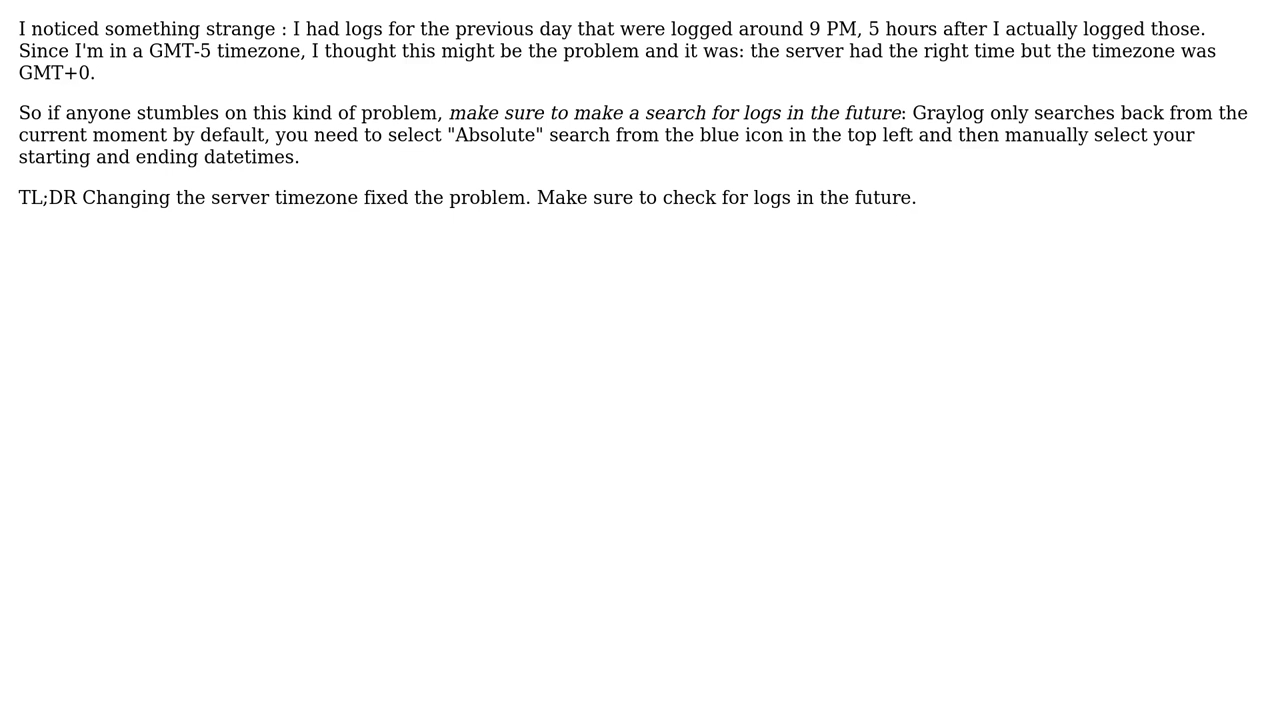 I noticed something strange : I had logs for the previous day that were logged around 9 PM, 5 hours after I actually logged those.
Since I'm in a GMT-5 timezone, I thought this might be the problem and it was: the server had the right time but the timezone was
GMT+0.
So if anyone stumbles on this kind of problem, make sure to make a search for logs in the future: Graylog only searches back from the
current moment by default, you need to select "Absolute" search from the blue icon in the top left and then manually select your
starting and ending datetimes.
TL;DR Changing the server timezone fixed the problem. Make sure to check for logs in the future.